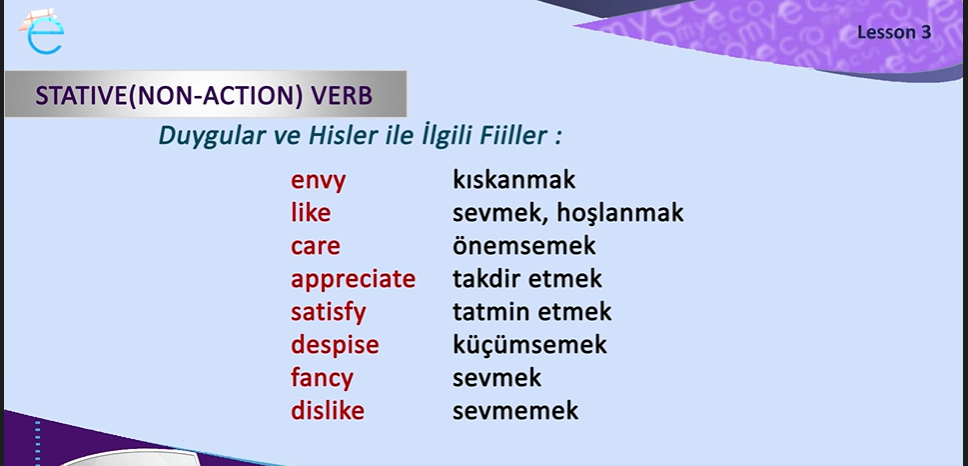 Lesson 3
STATIVE(NON-ACTION) VERB
Duygular ve Hisler ile İlgili Fiiller :
envy kıskanmak
like sevmek, hoşlanmak
care önemsemek
appreciate takdir etmek
satisfy tatmin etmek
despise küçümsemek
fancy sevmek
dislike sevmemek